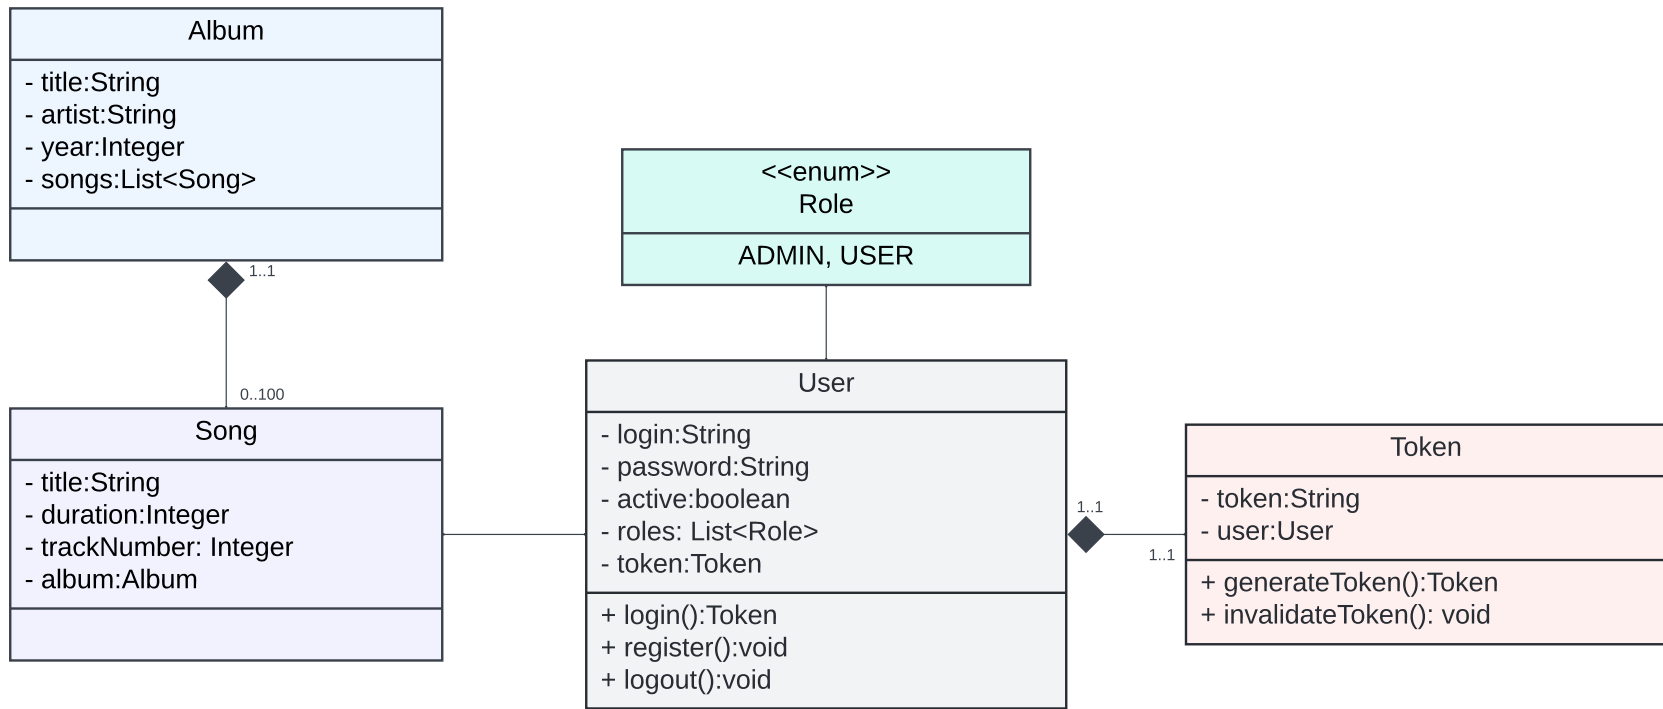 Album
- title:String
- artist:String
- year:Integer
- songs:List<Song>
1..1
0..100
Song
- title:String
- duration:Integer
- trackNumber: Integer
- album:Album
<<enum>>
Role
ADMIN, USER
User
- login:String
- password:String
- active:boolean
- roles: List<Role>
- token:Token
+ login():Token
+ register():void
+ logout():void
1..1
1..1
Token
- token:String
- user:User
+ generateToken():Token
+ invalidateToken(): void